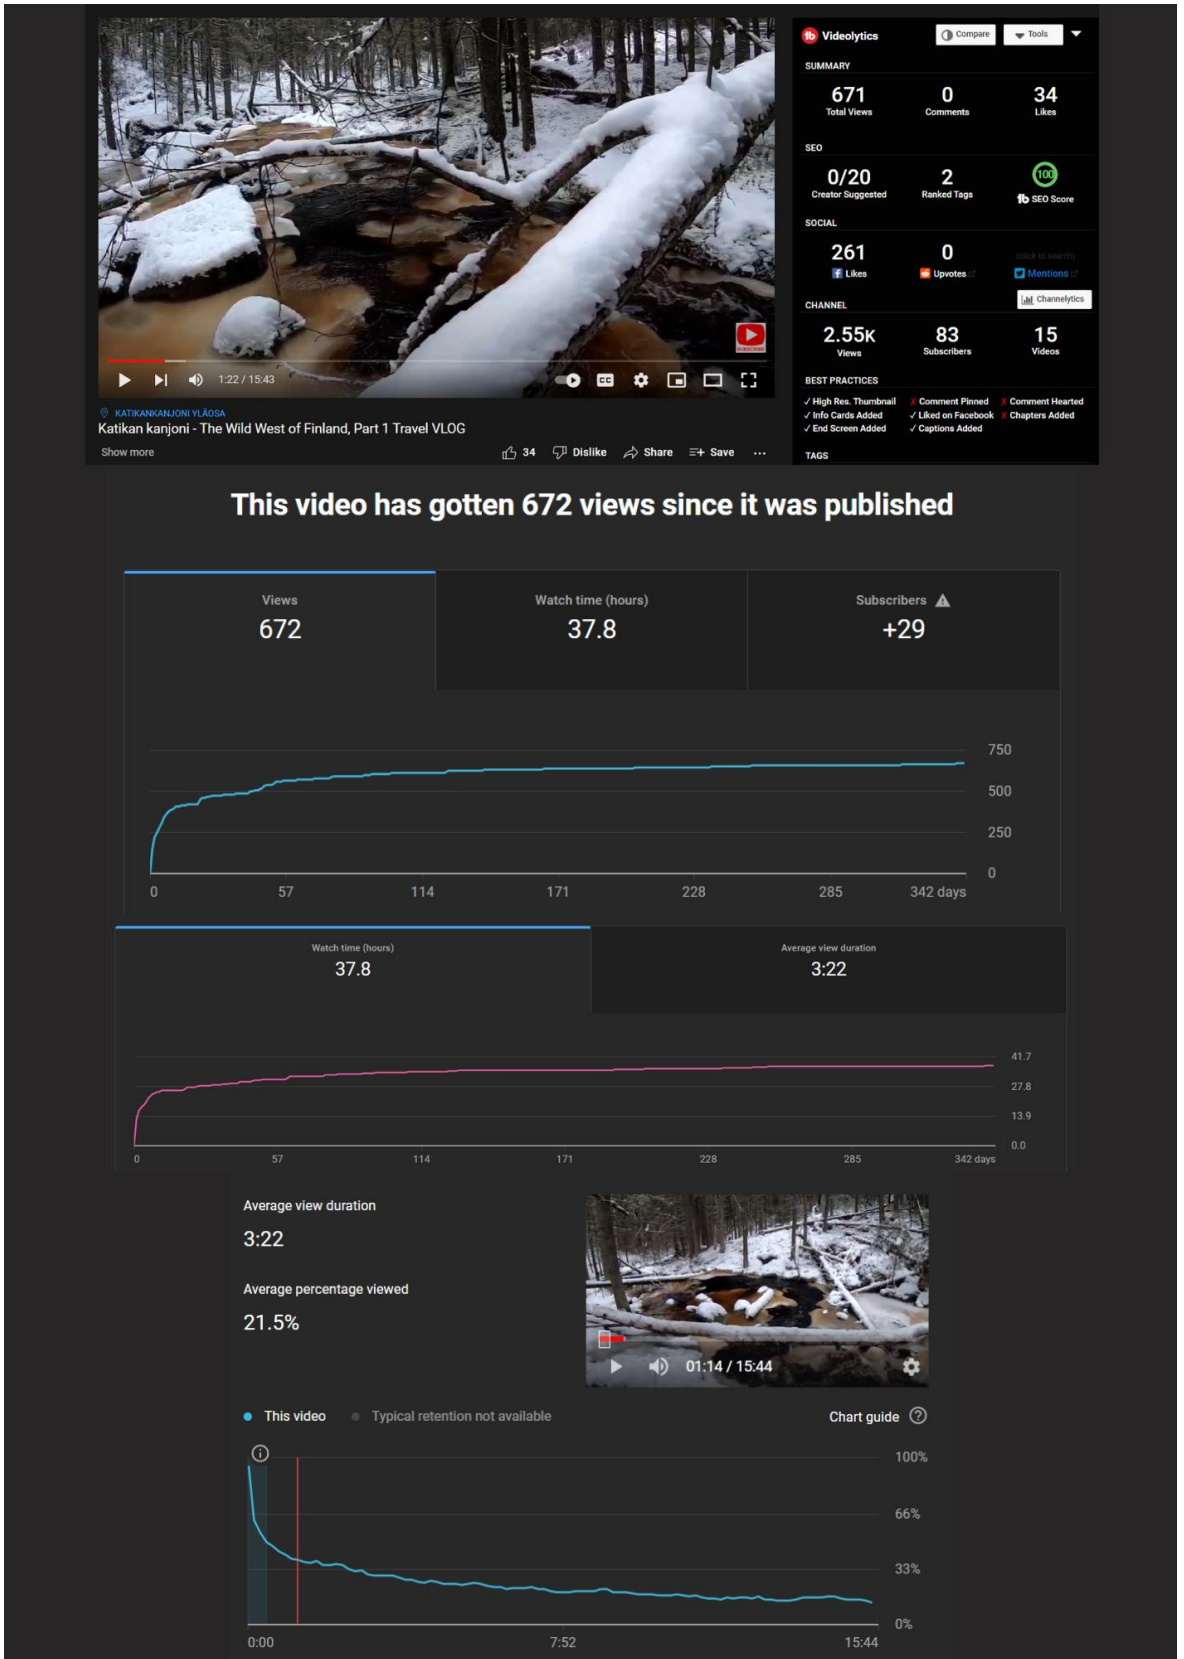 tb Videolytics
Compare
Tools
SUMMARY
671 0 34
Total Views Comments Likes
SEO
0/20 2 100
Creator Suggested Ranked Tags tb SEO Score
SOCIAL
261 0 (click to search)
f Likes Upvotes Mentions
CHANNEL
Channelytics
2.55K 83 15
Views Subscribers Videos
BEST PRACTICES
✓ High Res. Thumbnail ✗ Comment Pinned ✗ Comment Hearted
✓ Info Cards Added ✓ Liked on Facebook ✗ Chapters Added
✓ End Screen Added ✓ Captions Added
TAGS
1:22 / 15:43
CC
KATIKANKANJONI YLÄOSA
Katikan kanjoni - The Wild West of Finland, Part 1 Travel VLOG
Show more
34 Dislike Share Save ...
This video has gotten 672 views since it was published
Views Watch time (hours) Subscribers
672 37.8 +29
750
500
250
0
0 57 114 171 228 285 342 days
Watch time (hours) Average view duration
37.8 3:22
41.7
27.8
13.9
0.0
0 57 114 171 228 285 342 days
Average view duration
3:22
Average percentage viewed
21.5%
01:14 / 15:44
This video Typical retention not available Chart guide ?
100%
66%
33%
0%
0:00 7:52 15:44